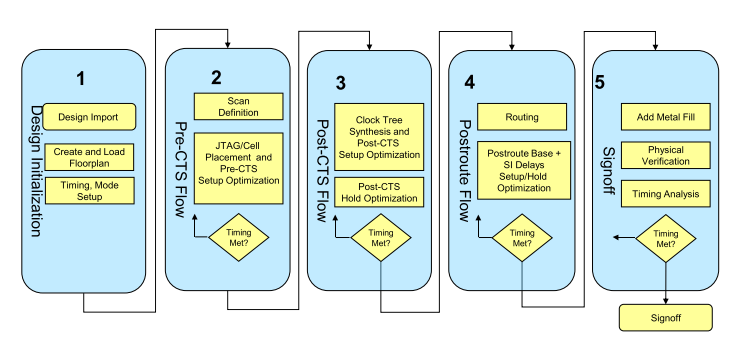 1
Design Initialization
Design Import
Create and Load
Floorplan
Timing, Mode
Setup
2
Pre-CTS Flow
Scan
Definition
JTAG/Cell
Placement and
Pre-CTS
Setup Optimization
Timing
Met?
3
Post-CTS Flow
Clock Tree
Synthesis and
Post-CTS
Setup Optimization
Post-CTS
Hold Optimization
Timing
Met?
4
Postroute Flow
Routing
Postroute Base +
SI Delays
Setup/Hold
Optimization
Timing
Met?
5
Signoff
Add Metal Fill
Physical
Verification
Timing Analysis
Timing
Met?
Signoff